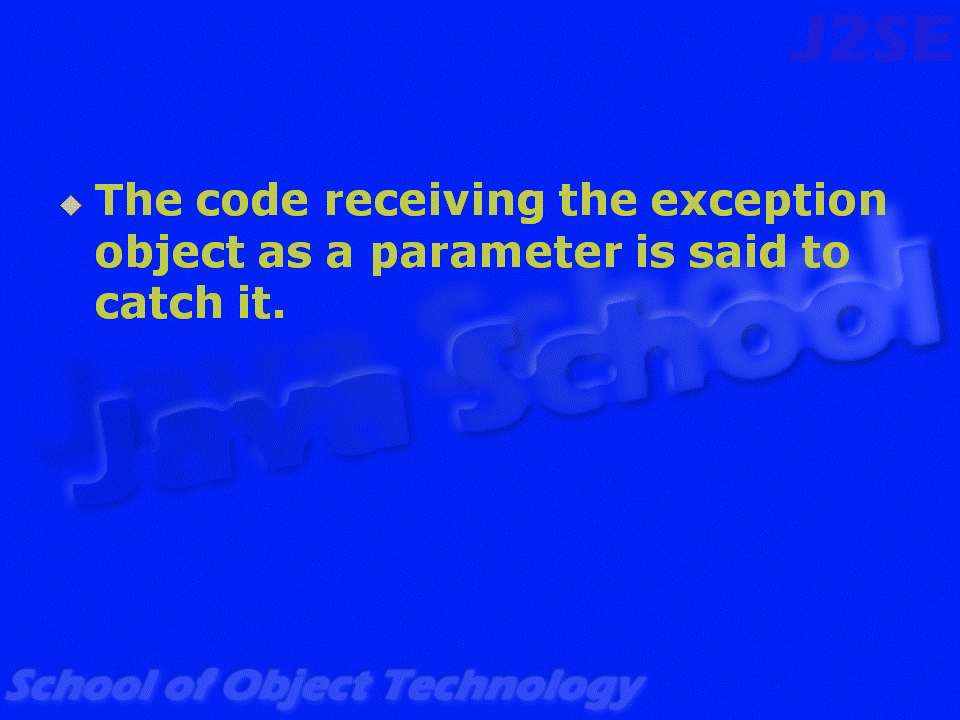 J2SE
The code receiving the exception
object as a parameter is said to
catch it.
Java School
School of Object Technology